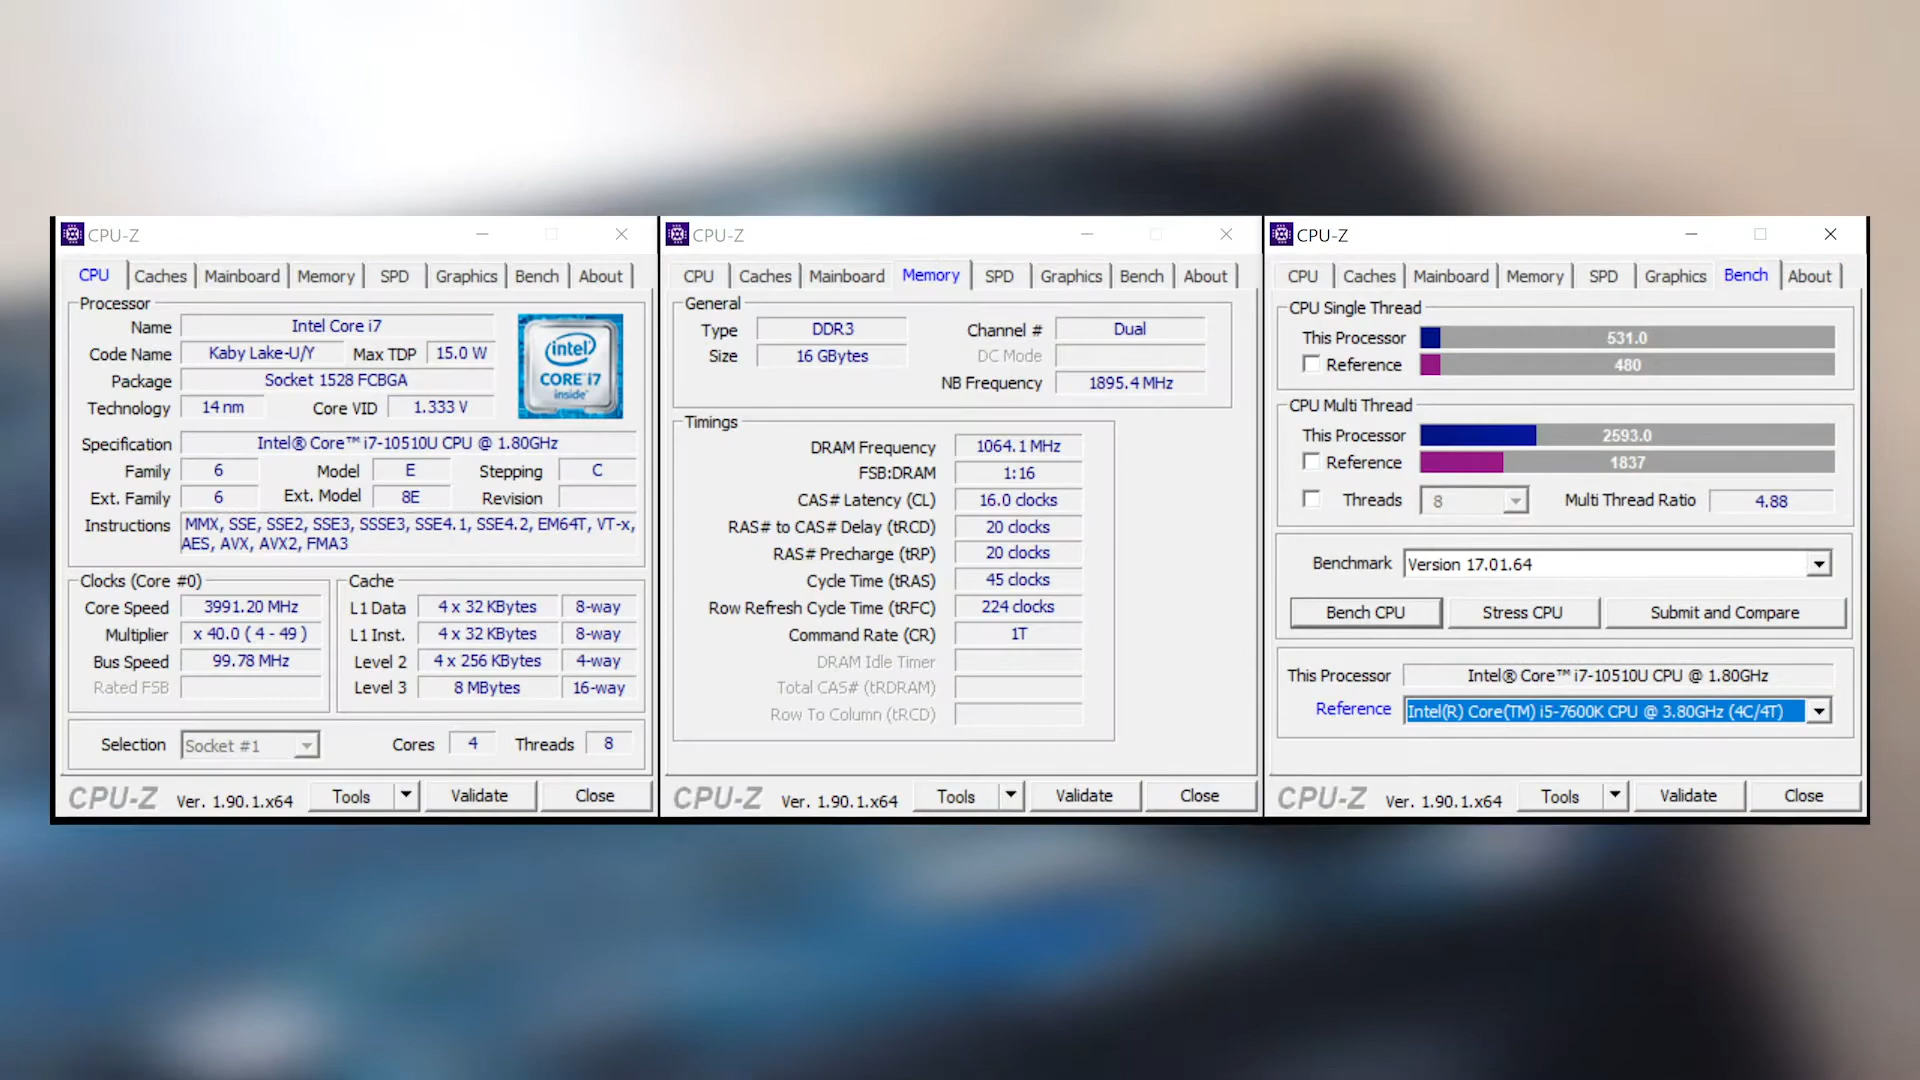 CPU-Z
CPU Caches Mainboard Memory SPD Graphics Bench About
Processor
Name Intel Core i7
Code Name Kaby Lake-U/Y Max TDP 15.0 W
Package Socket 1528 FCBGA
Technology 14 nm Core VID 1.333 V
intel
CORE i7
inside
Specification Intel® Core™ i7-10510U CPU @ 1.80GHz
Family 6 Model E Stepping C
Ext. Family 6 Ext. Model 8E Revision
Instructions MMX, SSE, SSE2, SSE3, SSSE3, SSE4.1, SSE4.2, EM64T, VT-x,
AES, AVX, AVX2, FMA3
Clocks (Core #0)
Core Speed 3991.20 MHz
Multiplier x 40.0 ( 4 - 49 )
Bus Speed 99.78 MHz
Rated FSB
Cache
L1 Data 4 x 32 KBytes 8-way
L1 Inst. 4 x 32 KBytes 8-way
Level 2 4 x 256 KBytes 4-way
Level 3 8 MBytes 16-way
Selection Socket #1 Cores 4 Threads 8
CPU-Z Ver. 1.90.1.x64 Tools Validate Close
CPU-Z
CPU Caches Mainboard Memory SPD Graphics Bench About
General
Type DDR3 Channel # Dual
Size 16 GBytes DC Mode
NB Frequency 1895.4 MHz
Timings
DRAM Frequency 1064.1 MHz
FSB:DRAM 1:16
CAS# Latency (CL) 16.0 clocks
RAS# to CAS# Delay (tRCD) 20 clocks
RAS# Precharge (tRP) 20 clocks
Cycle Time (tRAS) 45 clocks
Row Refresh Cycle Time (tRFC) 224 clocks
Command Rate (CR) 1T
DRAM Idle Timer
Total CAS# (tRDRAM)
Row To Column (tRCD)
CPU-Z Ver. 1.90.1.x64 Tools Validate Close
CPU-Z
CPU Caches Mainboard Memory SPD Graphics Bench About
CPU Single Thread
This Processor 531.0
Reference 480
CPU Multi Thread
This Processor 2593.0
Reference 1837
Threads 8 Multi Thread Ratio 4.88
Benchmark Version 17.01.64
Bench CPU Stress CPU Submit and Compare
This Processor Intel® Core™ i7-10510U CPU @ 1.80GHz
Reference Intel(R) Core(TM) i5-7600K CPU @ 3.80GHz (4C/4T)
CPU-Z Ver. 1.90.1.x64 Tools Validate Close